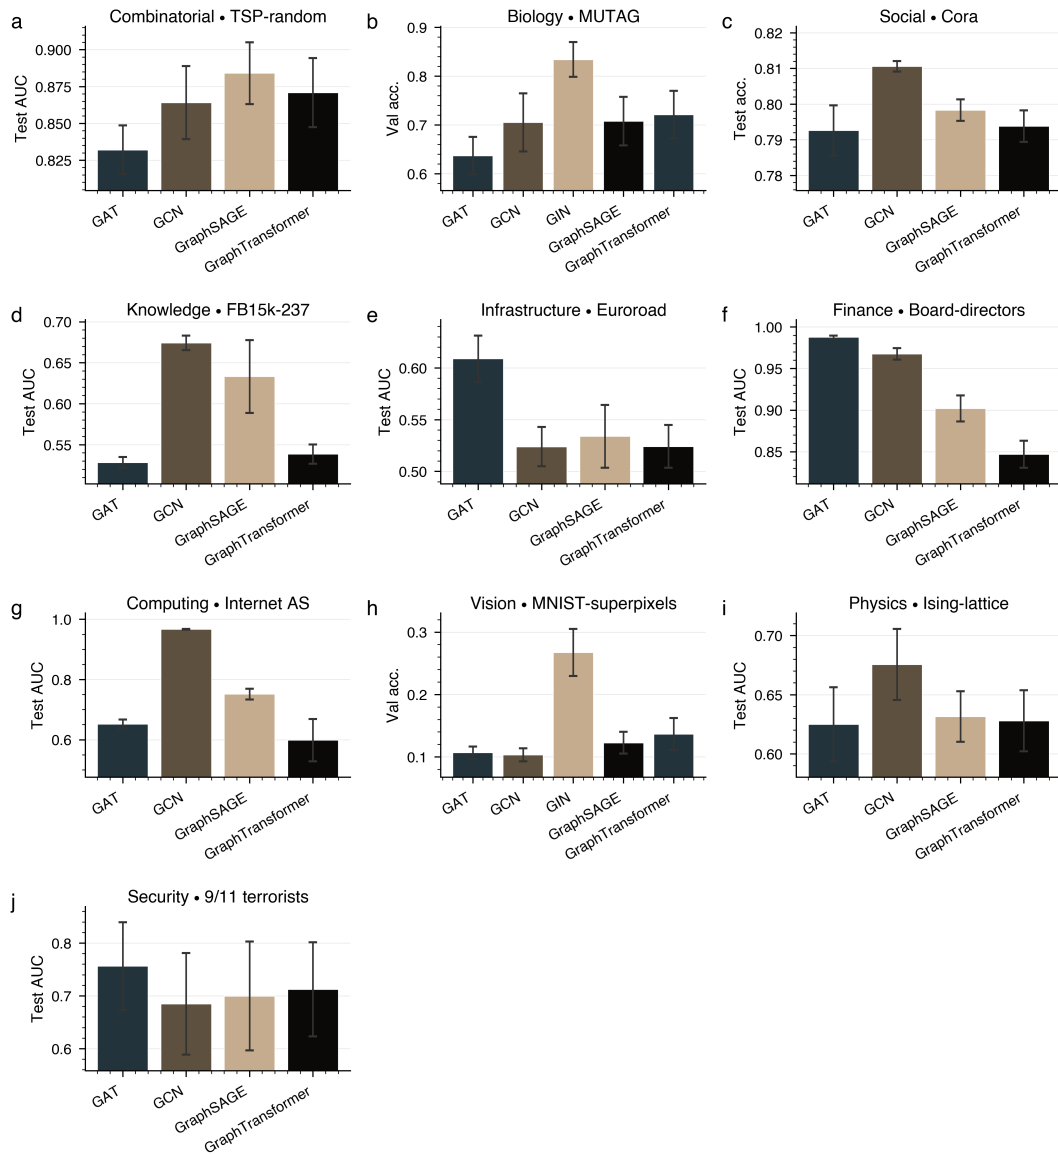 a
Combinatorial • TSP-random
Test AUC
0.900
0.875
0.850
0.825
GAT
GCN
GraphSAGE
GraphTransformer
b
Biology • MUTAG
Val acc.
0.9
0.8
0.7
0.6
GAT
GCN
GIN
GraphSAGE
GraphTransformer
c
Social • Cora
Test acc.
0.82
0.81
0.80
0.79
0.78
GAT
GCN
GraphSAGE
GraphTransformer
d
Knowledge • FB15k-237
Test AUC
0.70
0.65
0.60
0.55
GAT
GCN
GraphSAGE
GraphTransformer
e
Infrastructure • Euroroad
Test AUC
0.60
0.55
0.50
GAT
GCN
GraphSAGE
GraphTransformer
f
Finance • Board-directors
Test AUC
1.00
0.95
0.90
0.85
GAT
GCN
GraphSAGE
GraphTransformer
g
Computing • Internet AS
Test AUC
1.0
0.8
0.6
GAT
GCN
GraphSAGE
GraphTransformer
h
Vision • MNIST-superpixels
Val acc.
0.3
0.2
0.1
GAT
GCN
GIN
GraphSAGE
GraphTransformer
i
Physics • Ising-lattice
Test AUC
0.70
0.65
0.60
GAT
GCN
GraphSAGE
GraphTransformer
j
Security • 9/11 terrorists
Test AUC
0.8
0.7
0.6
GAT
GCN
GraphSAGE
GraphTransformer